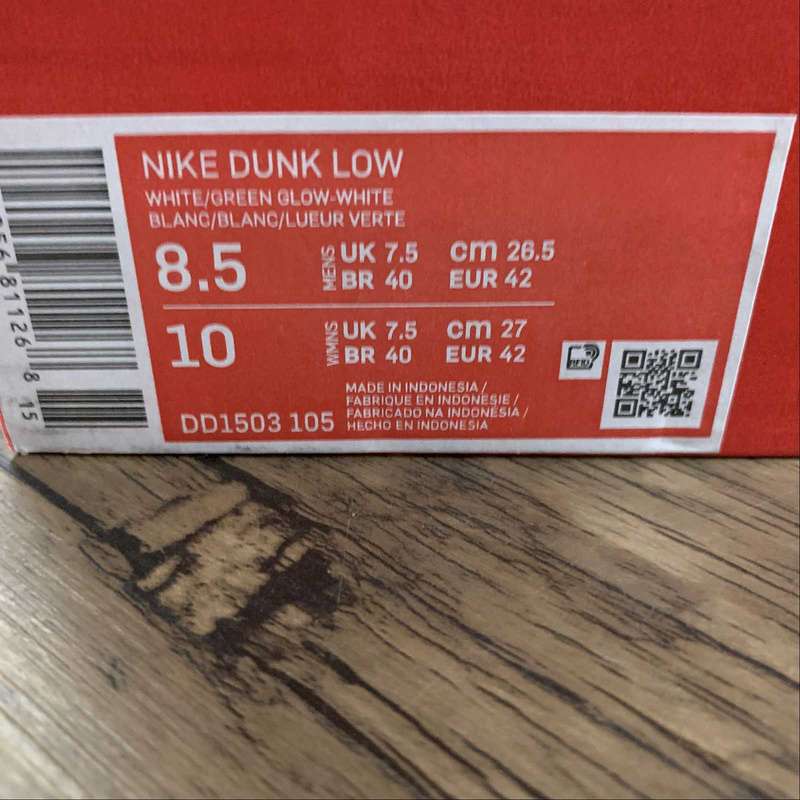 NIKE DUNK LOW
WHITE/GREEN GLOW-WHITE
BLANC/BLANC/LUEUR VERTE
8.5 MENS UK 7.5 cm 26.5
BR 40 EUR 42
10 WMNS UK 7.5 cm 27
BR 40 EUR 42
MADE IN INDONESIA /
FABRIQUE EN INDONESIE /
FABRICADO NA INDONESIA /
HECHO EN INDONESIA
DD1503 105
81126 8 15